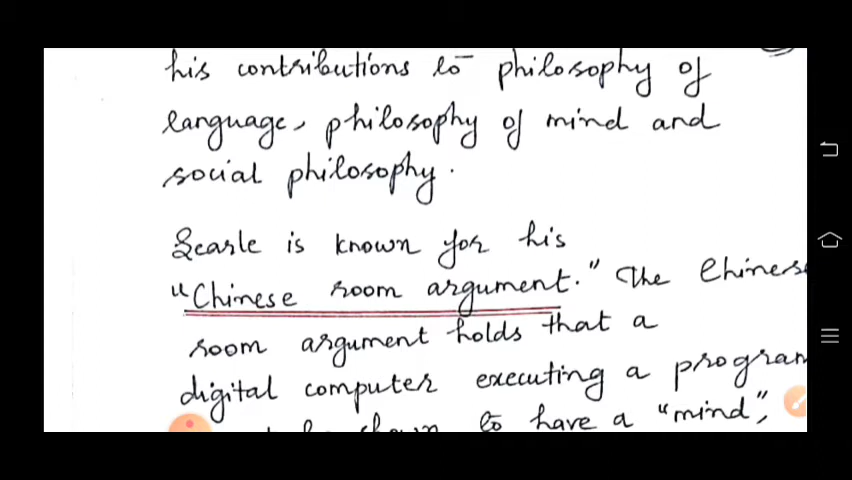 his contributions to philosophy of
language, philosophy of mind and
social philosophy.
Searle is known for his
"Chinese room argument." The Chinese
room argument holds that a
digital computer executing a program
to have a "mind",